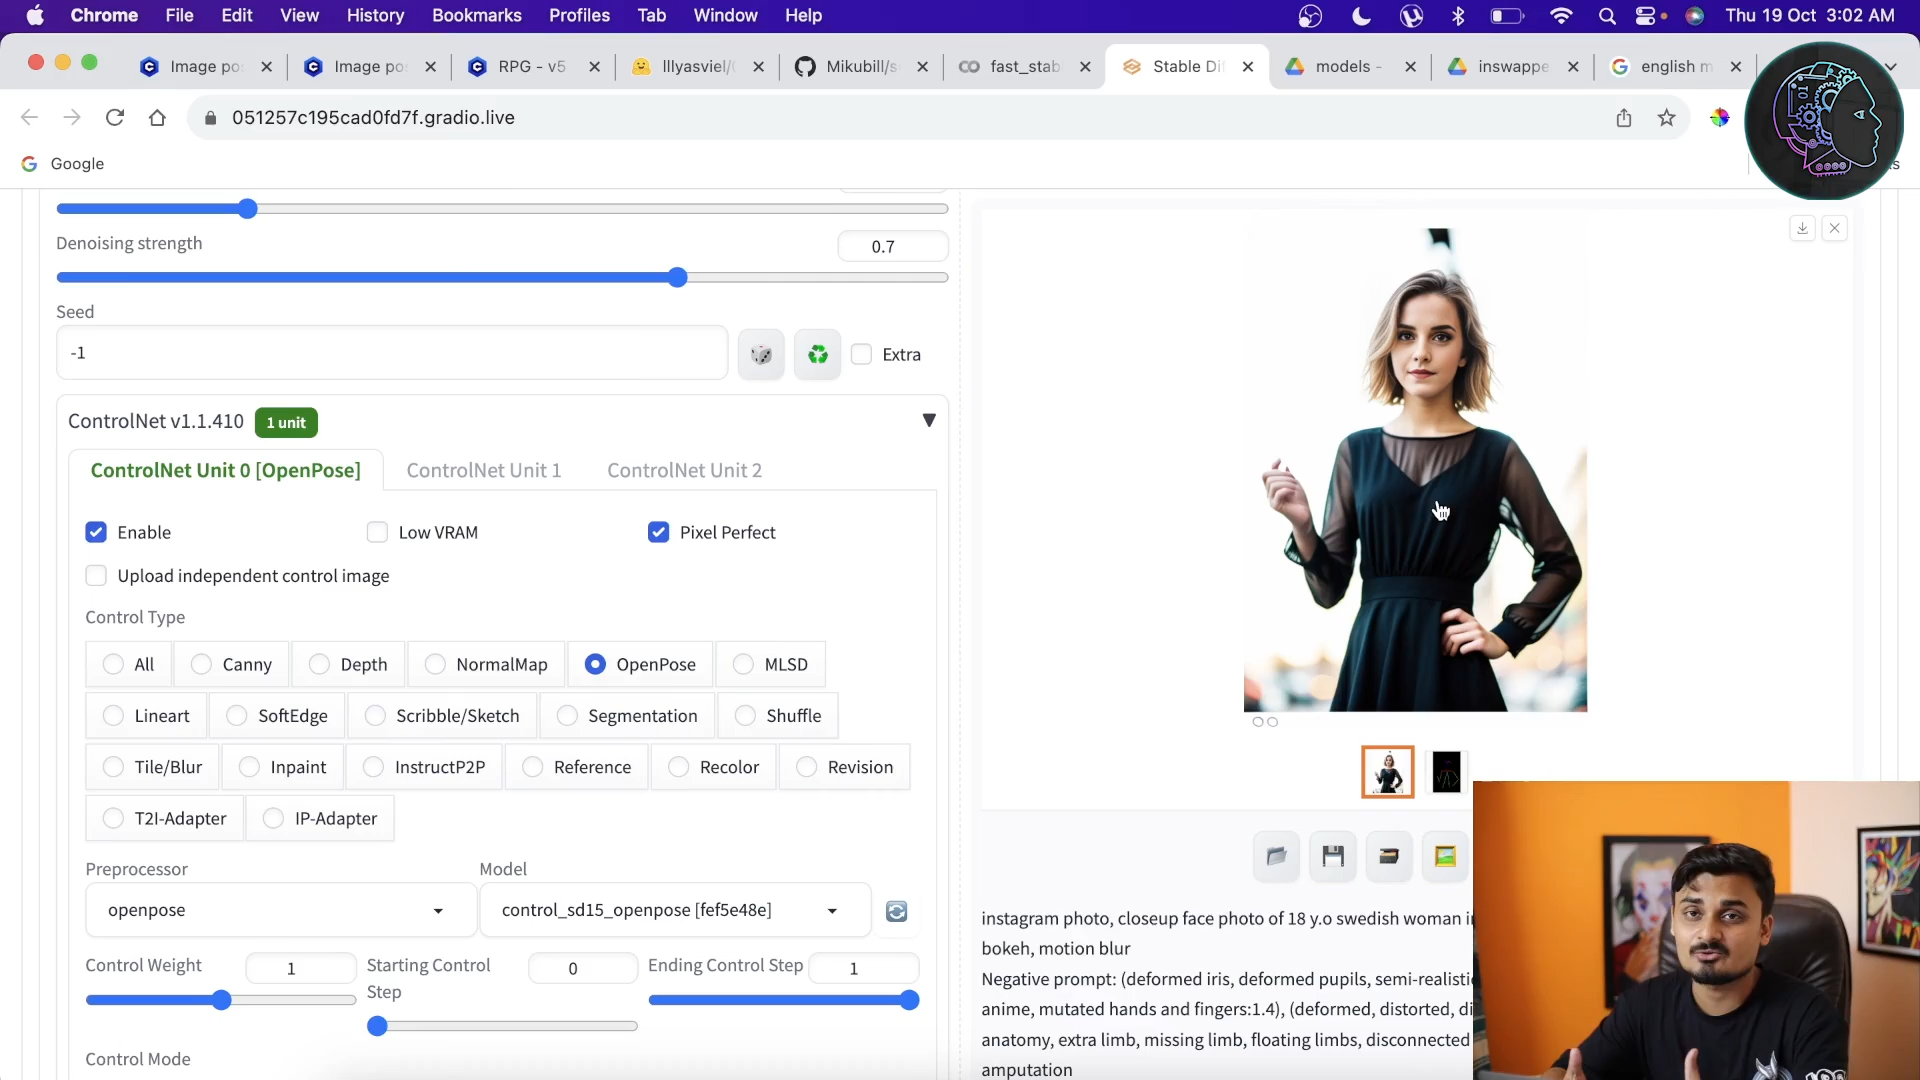 Chrome File Edit View History Bookmarks Profiles Tab Window Help Thu 19 Oct 3:02 AM
Image po: Image po: RPG - v5 lllyasviel/ Mikubill/s fast_stab Stable Di models - inswappe english m
051257c195cad0fd7f.gradio.live
Google
Denoising strength 0.7
Seed
-1
Extra
ControlNet v1.1.410 1 unit
ControlNet Unit 0 [OpenPose] ControlNet Unit 1 ControlNet Unit 2
Enable Low VRAM Pixel Perfect
Upload independent control image
Control Type
All Canny Depth NormalMap OpenPose MLSD
Lineart SoftEdge Scribble/Sketch Segmentation Shuffle
Tile/Blur Inpaint InstructP2P Reference Recolor Revision
T2I-Adapter IP-Adapter
Preprocessor Model
openpose control_sd15_openpose [fef5e48e]
Control Weight 1 Starting Control Step 0 Ending Control Step 1
Control Mode
instagram photo, closeup face photo of 18 y.o swedish woman i
bokeh, motion blur
Negative prompt: (deformed iris, deformed pupils, semi-realisti
anime, mutated hands and fingers:1.4), (deformed, distorted, di
anatomy, extra limb, missing limb, floating limbs, disconnected
amputation